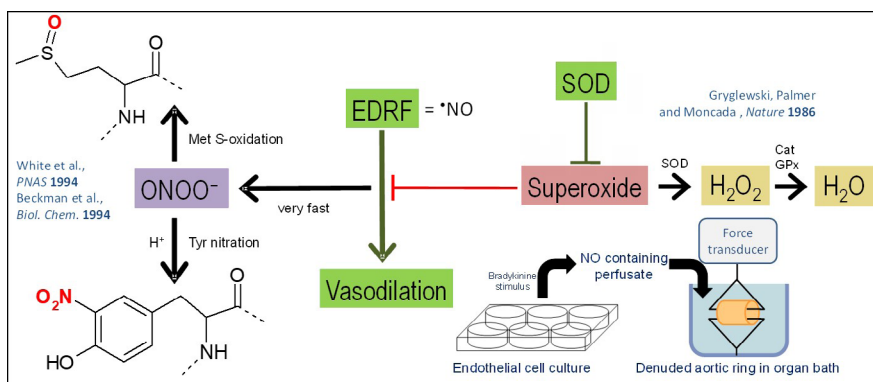 O
S
O
NH
Met S-oxidation
White et al.,
PNAS 1994
Beckman et al.,
Biol. Chem. 1994
ONOO⁻
H⁺ Tyr nitration
O₂N
HO
O
NH
EDRF = •NO
very fast
Vasodilation
SOD
Gryglewski, Palmer
and Moncada , Nature 1986
Superoxide
SOD
H₂O₂
Cat
GPx
H₂O
Bradykinine
stimulus
NO containing
perfusate
Force
transducer
Endothelial cell culture
Denuded aortic ring in organ bath